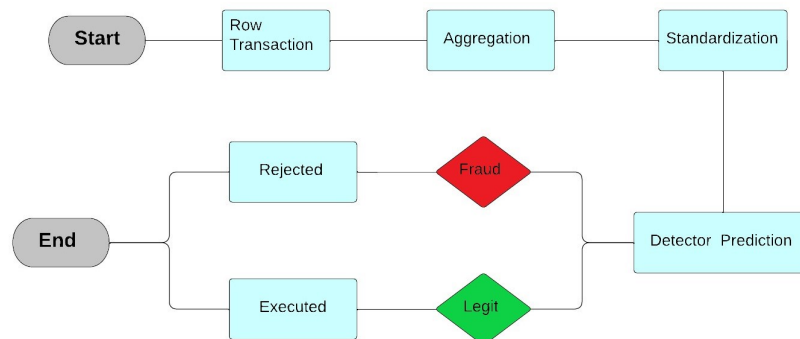 Start
Row
Transaction
Aggregation
Standardization
Rejected
Fraud
End
Detector Prediction
Executed
Legit